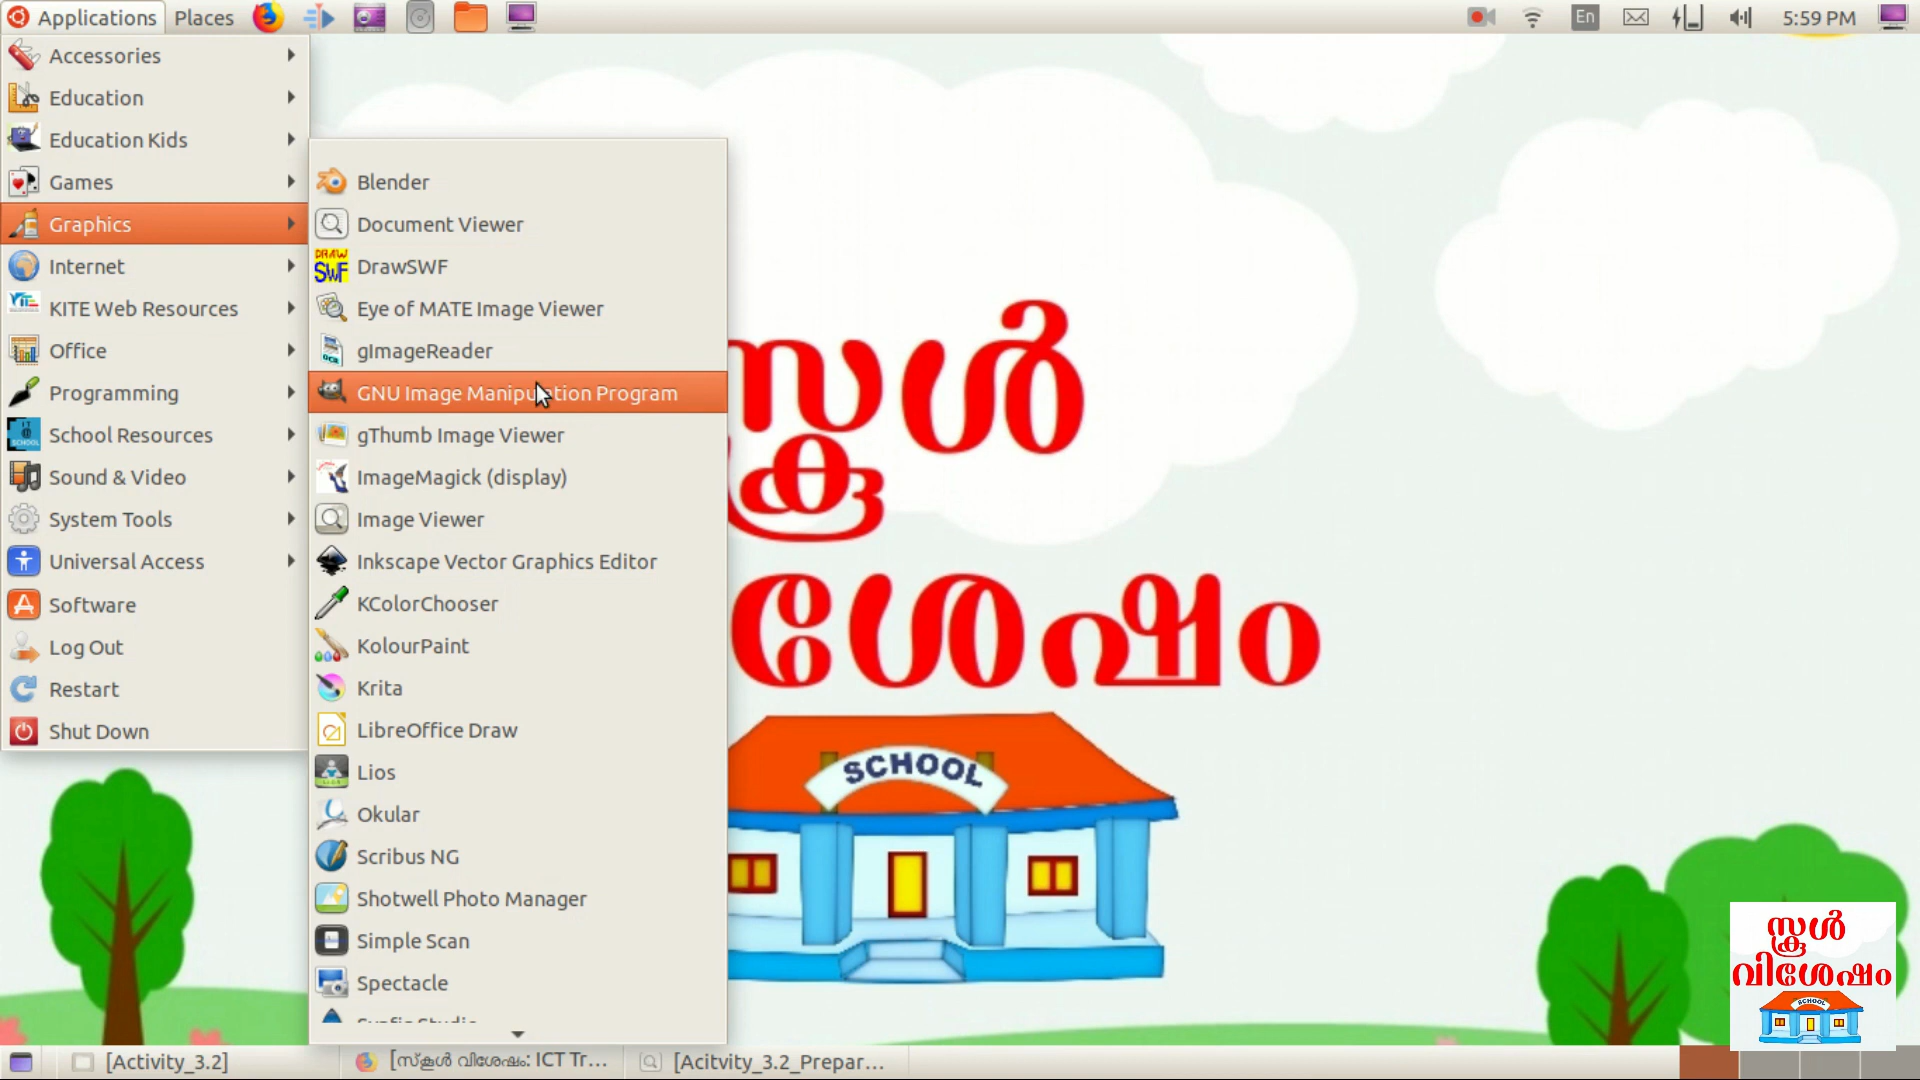 Applications Places En 5:59 PM
Accessories
Education
Education Kids
Games
Graphics
Internet
KITE Web Resources
Office
Programming
School Resources
Sound & Video
System Tools
Universal Access
Software
Log Out
Restart
Shut Down
Blender
Document Viewer
DrawSWF
Eye of MATE Image Viewer
gImageReader
GNU Image Manipulation Program
gThumb Image Viewer
ImageMagick (display)
Image Viewer
Inkscape Vector Graphics Editor
KColorChooser
KolourPaint
Krita
LibreOffice Draw
Lios
Okular
Scribus NG
Shotwell Photo Manager
Simple Scan
Spectacle
സ്കൂൾ
ശേഷം
SCHOOL
സ്കൂൾ
വിശേഷം
SCHOOL
[Activity_3.2] [സ്കൂൾ വിശേഷം: ICT Tr... [Acitvity_3.2_Prepar...